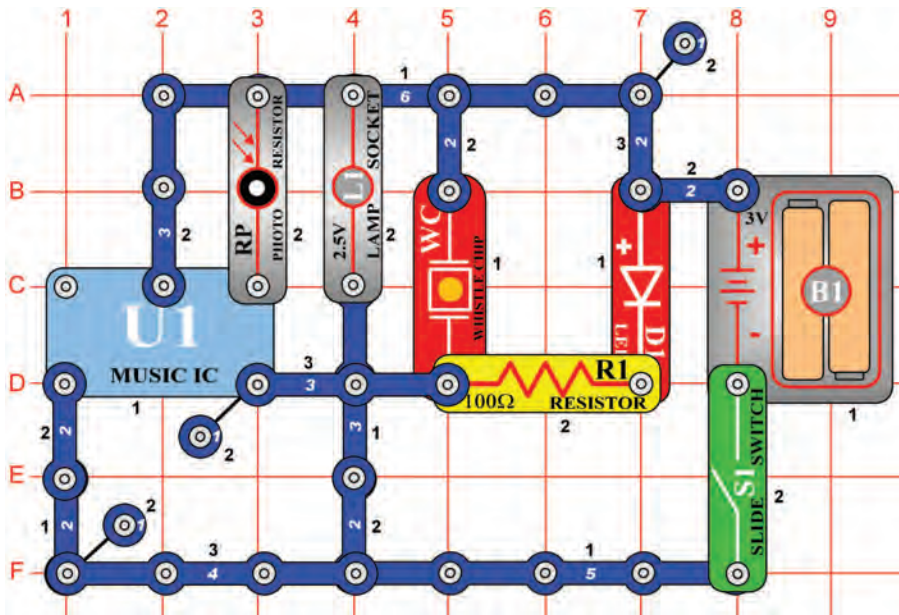 1 2 3 4 5 6 7 8 9
A
B
C
D
E
F
1
6
1
2
2
2
3
2
2
2
3
2
RP
PHOTO RESISTOR
2
2.5V
L1
LAMP SOCKET
2
WC
WHISTLE CHIP
1
+
D1
LE
1
3V
+
-
B1
1
U1
MUSIC IC
1
3
3
1
2
R1
100Ω
RESISTOR
2
S1
SLIDE SWITCH
2
2
2
1
2
3
1
2
1
2
3
4
1
5